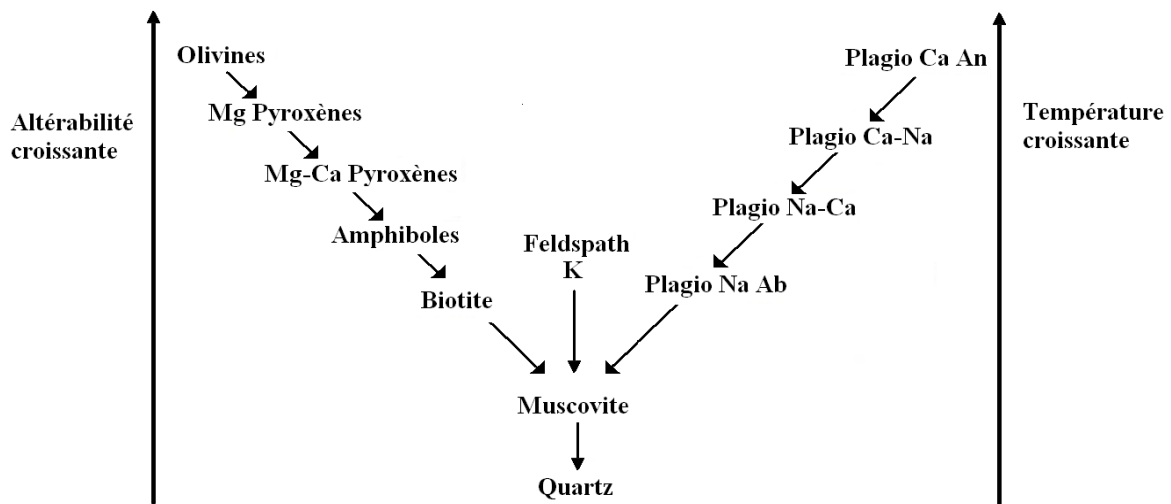 Olivines
Plagio Ca An
Altérabilité
croissante
Mg Pyroxènes
Température
croissante
Plagio Ca-Na
Mg-Ca Pyroxènes
Plagio Na-Ca
Amphiboles
Feldspath
K
Plagio Na Ab
Biotite
Muscovite
Quartz